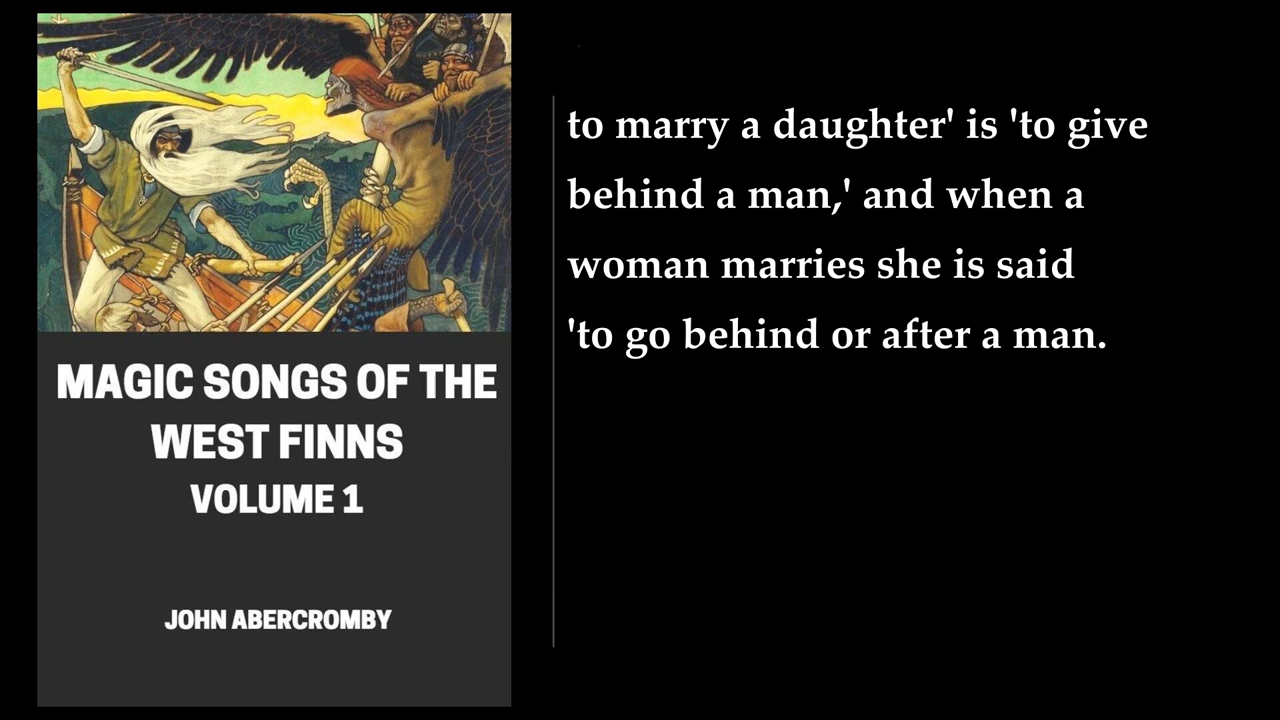 MAGIC SONGS OF THE
WEST FINNS
VOLUME 1
JOHN ABERCROMBY
to marry a daughter' is 'to give
behind a man,' and when a
woman marries she is said
'to go behind or after a man.